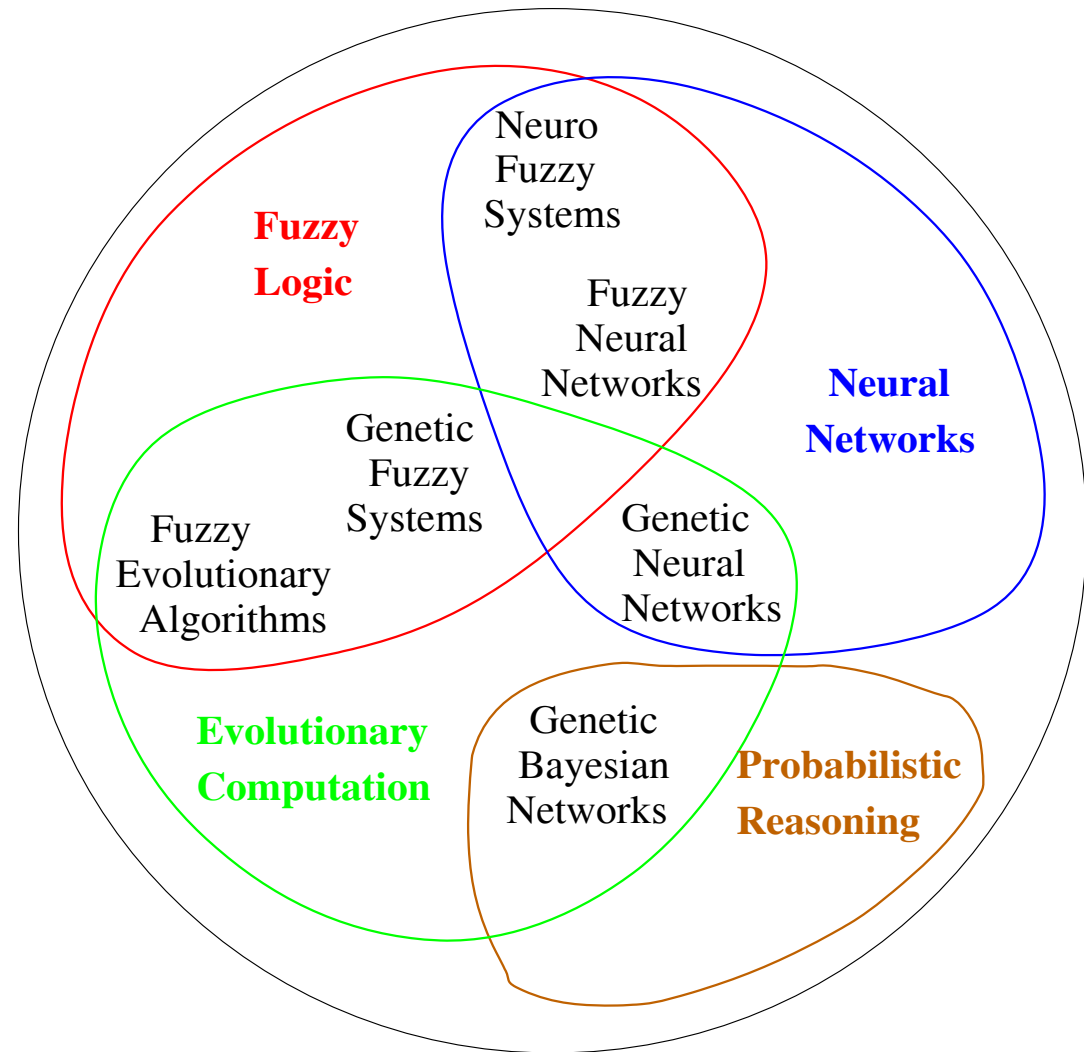 Neuro
Fuzzy
Systems
Fuzzy
Logic
Fuzzy
Neural
Networks
Neural
Networks
Genetic
Fuzzy
Systems
Fuzzy
Evolutionary
Algorithms
Genetic
Neural
Networks
Evolutionary
Computation
Genetic
Bayesian
Networks
Probabilistic
Reasoning